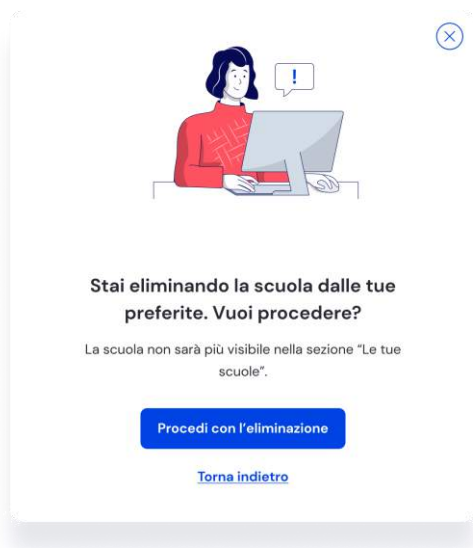 !
Stai eliminando la scuola dalle tue
preferite. Vuoi procedere?
La scuola non sarà più visibile nella sezione “Le tue
scuole”.
Procedi con l’eliminazione
Torna indietro